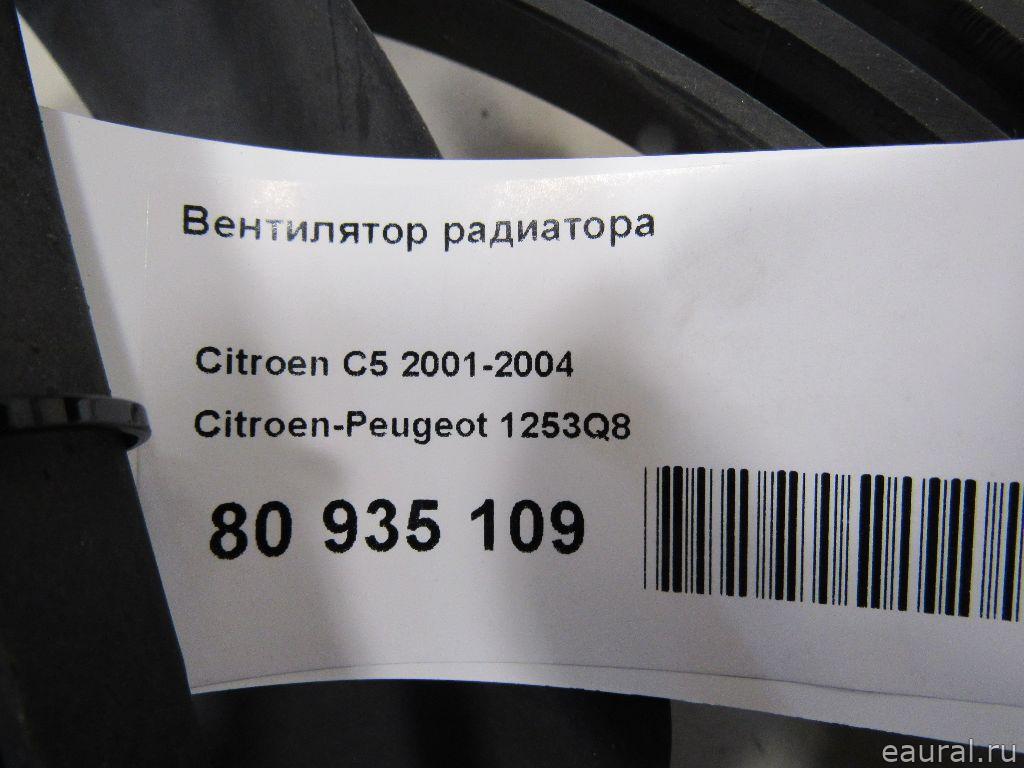 Вентилятор радиатора
Citroen C5 2001-2004
Citroen-Peugeot 1253Q8
80 935 109
eaural.ru